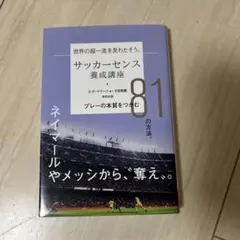 世界の超一流を見わたそう。
サッカーセンス
養成講座
プレーの本質をつかむ
81
の方法。
ネイマール
やメッシから、“奪え”。